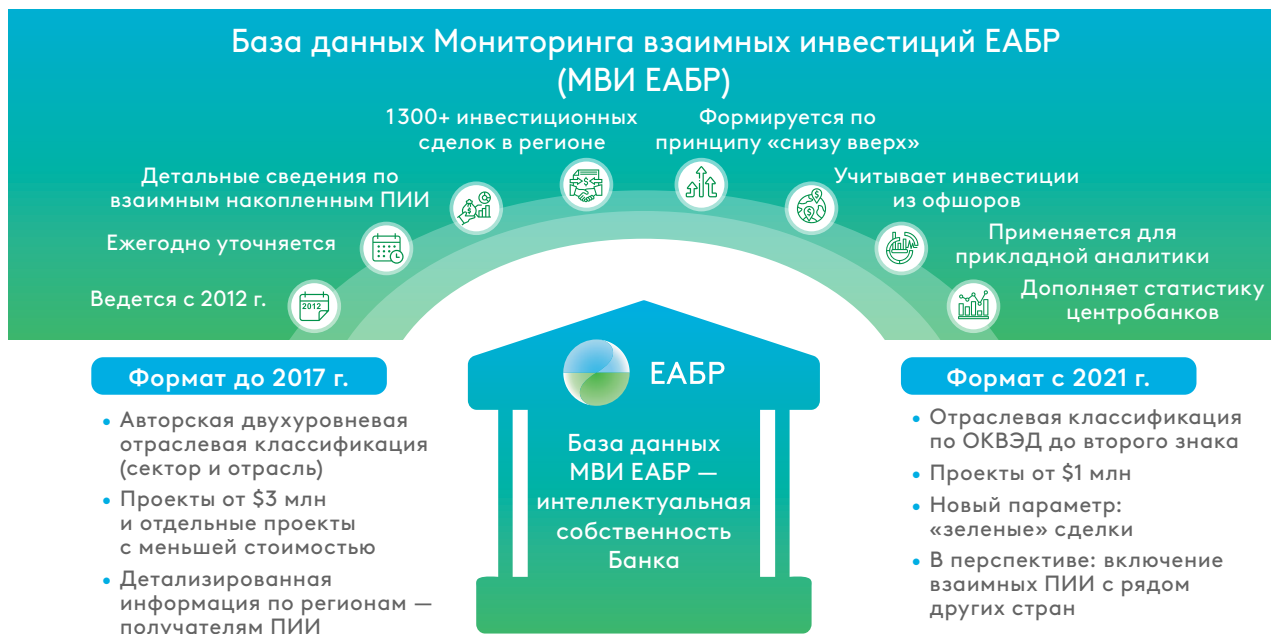 База данных Мониторинга взаимных инвестиций ЕАБР
(МВИ ЕАБР)
1300+ инвестиционных
сделок в регионе
Формируется по
принципу «снизу вверх»
Детальные сведения по
взаимным накопленным ПИИ
Учитывает инвестиции
из офшоров
Ежегодно уточняется
Применяется для
прикладной аналитики
Ведется с 2012 г.
2012
Дополняет статистику
центробанков
Формат до 2017 г.
• Авторская двухуровневая
отраслевая классификация
(сектор и отрасль)
• Проекты от $3 млн
и отдельные проекты
с меньшей стоимостью
• Детализированная
информация по регионам —
получателям ПИИ
ЕАБР
База данных
МВИ ЕАБР —
интеллектуальная
собственность
Банка
Формат с 2021 г.
• Отраслевая классификация
по ОКВЭД до второго знака
• Проекты от $1 млн
• Новый параметр:
«зеленые» сделки
• В перспективе: включение
взаимных ПИИ с рядом
других стран